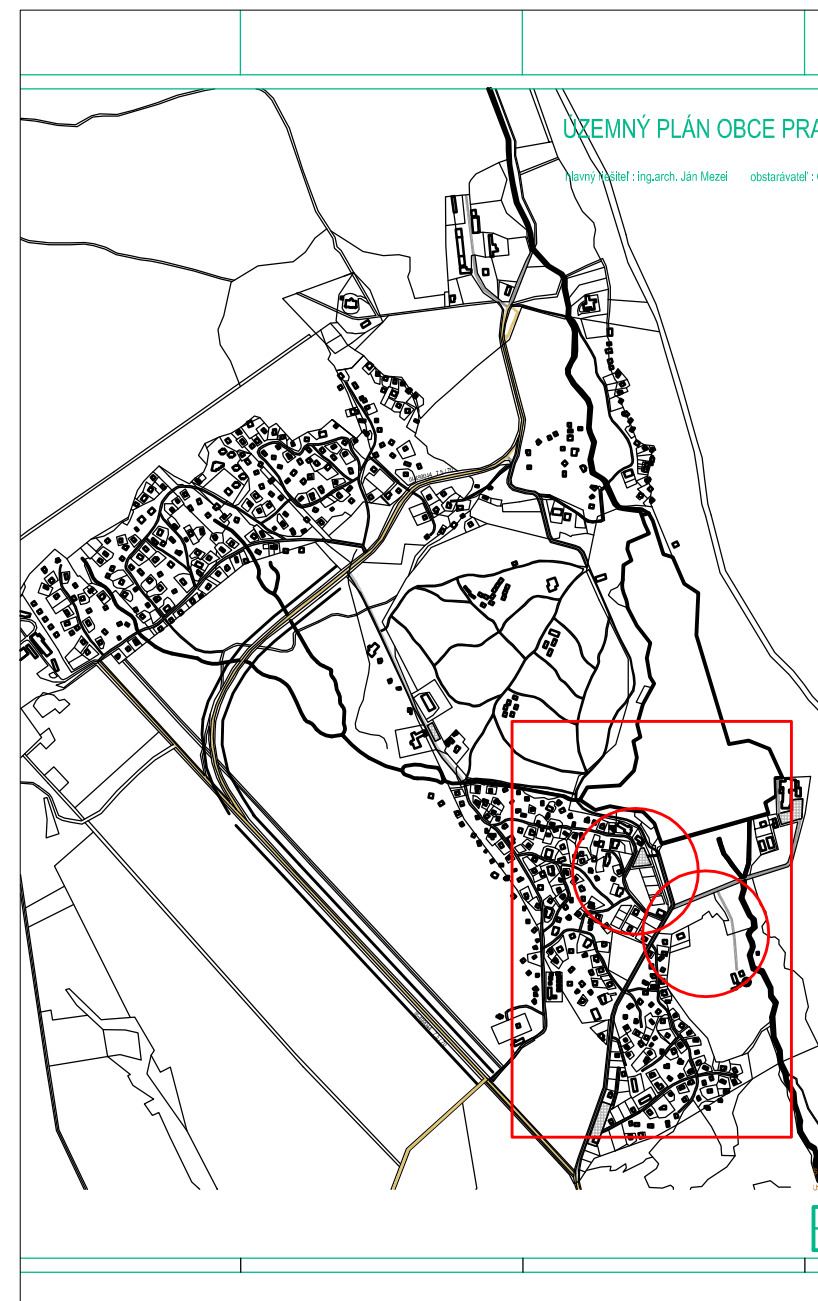 ÚZEMNÝ PLÁN OBCE PRA
hlavný riešiteľ : ing.arch. Ján Mezei obstarávateľ :